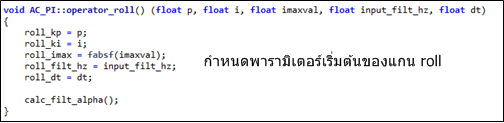 void AC_PI::operator_roll() (float p, float i, float imaxval, float input_filt_hz, float dt)
{
    roll_kp = p;
    roll_ki = i;
    roll_imax = fabsf(imaxval);
    roll_filt_hz = input_filt_hz;
    roll_dt = dt;
กำหนดพารามิเตอร์เริ่มต้นของแกน roll
    calc_filt_alpha();
}